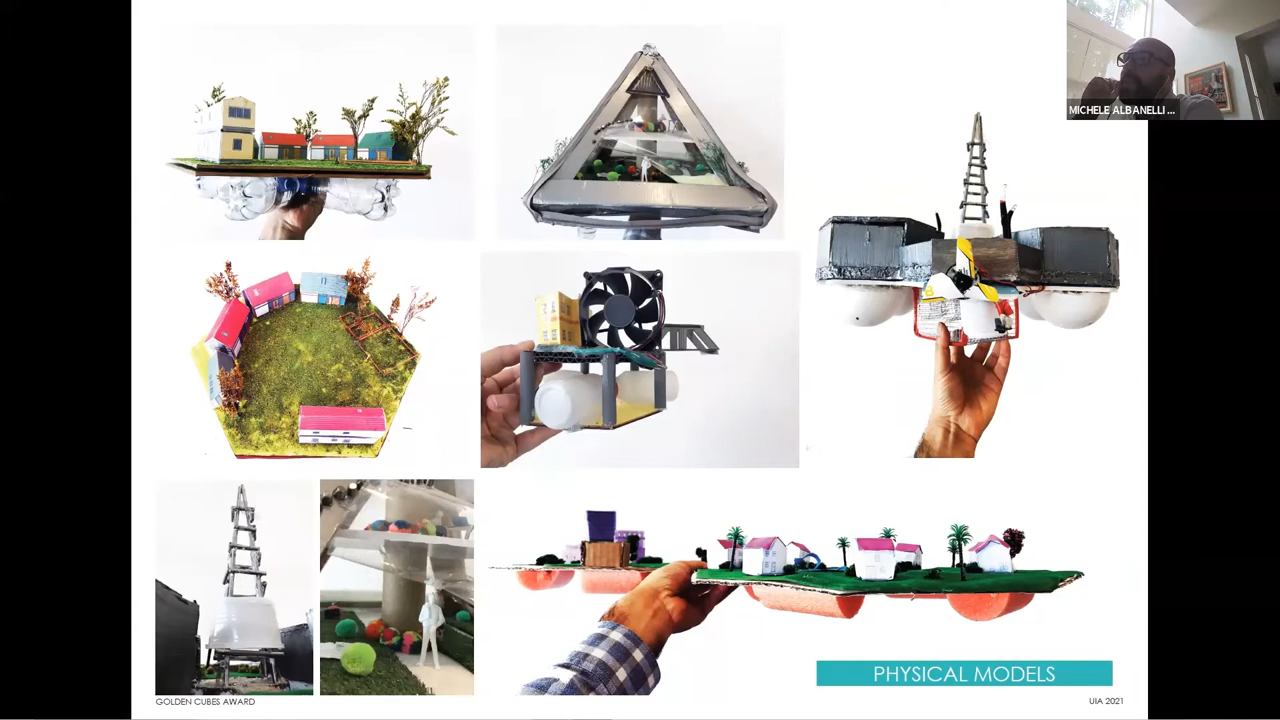 MICHELE ALBANELLI ...
PHYSICAL MODELS
GOLDEN CUBES AWARD
UIA 2021